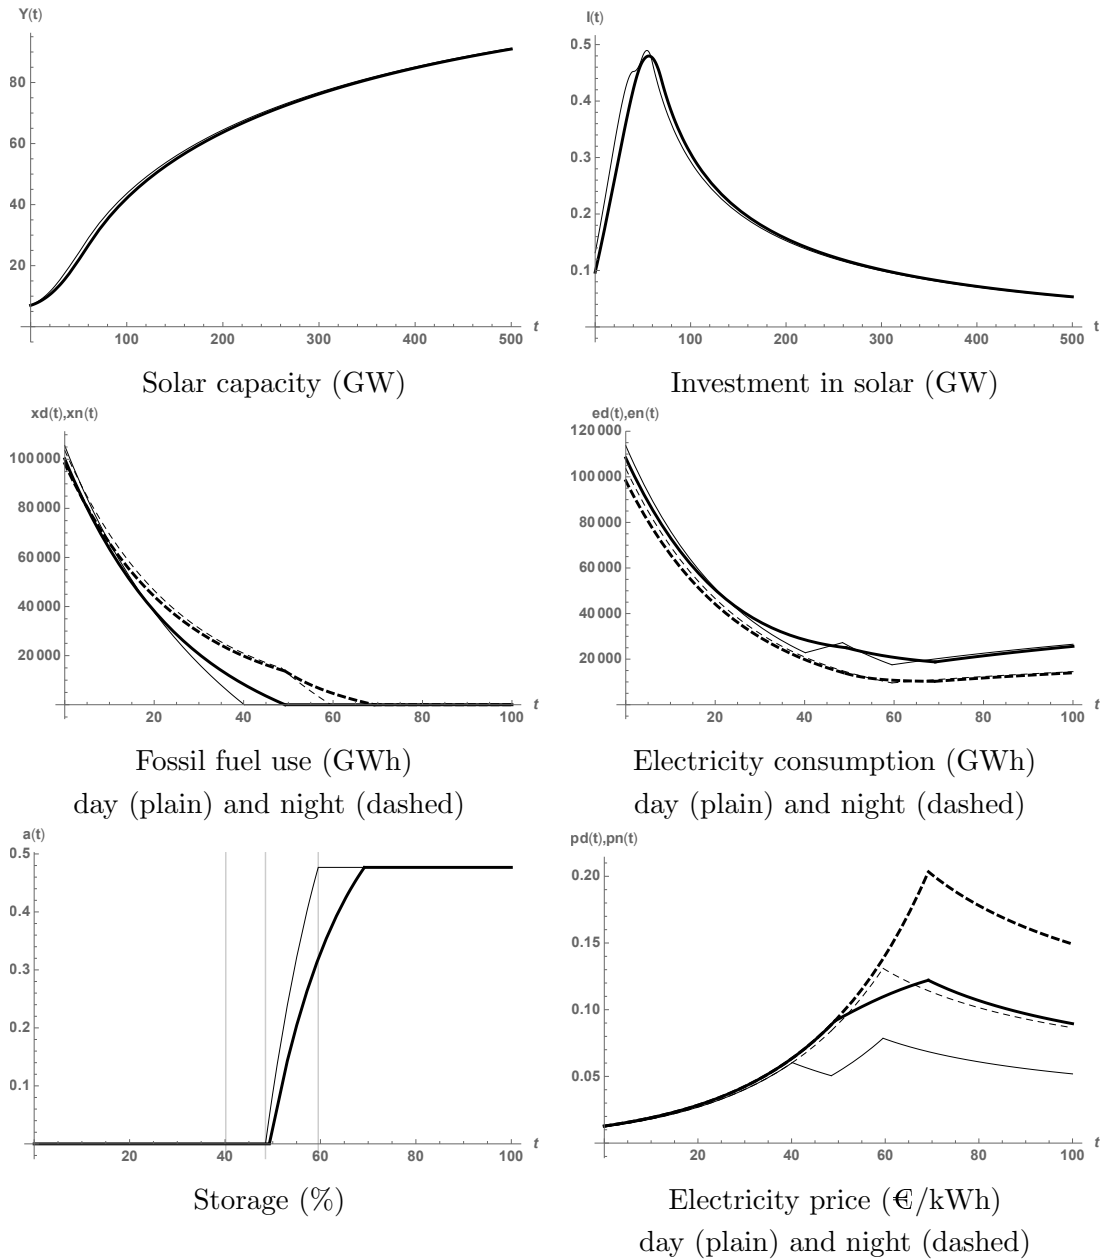 Y(t)
80
60
40
20
100
200
300
400
500
t
Solar capacity (GW)
I(t)
0.5
0.4
0.3
0.2
0.1
100
200
300
400
500
t
Investment in solar (GW)
xd(t),xn(t)
100 000
80 000
60 000
40 000
20 000
20
40
60
80
100
t
Fossil fuel use (GWh)
day (plain) and night (dashed)
ed(t),en(t)
120 000
100 000
80 000
60 000
40 000
20 000
20
40
60
80
100
t
Electricity consumption (GWh)
day (plain) and night (dashed)
a(t)
0.5
0.4
0.3
0.2
0.1
20
40
60
80
100
t
Storage (%)
pd(t),pn(t)
0.20
0.15
0.10
0.05
20
40
60
80
100
t
Electricity price (€/kWh)
day (plain) and night (dashed)